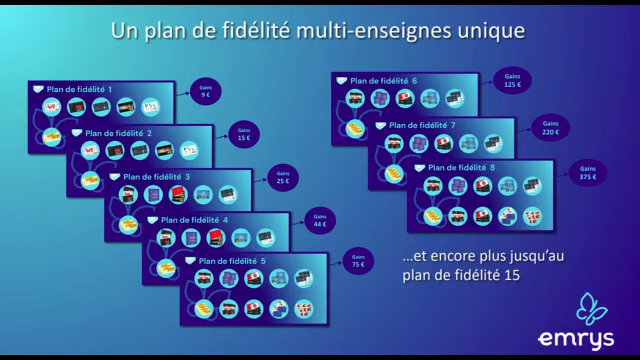 Un plan de fidélité multi-enseignes unique
Plan de fidélité 1
Gains
9 €
Plan de fidélité 2
Gains
15 €
Plan de fidélité 3
Gains
25 €
Plan de fidélité 4
Gains
44 €
Plan de fidélité 5
Gains
75 €
Plan de fidélité 6
Gains
125 €
Plan de fidélité 7
Gains
220 €
Plan de fidélité 8
Gains
375 €
...et encore plus jusqu'au
plan de fidélité 15
emrys